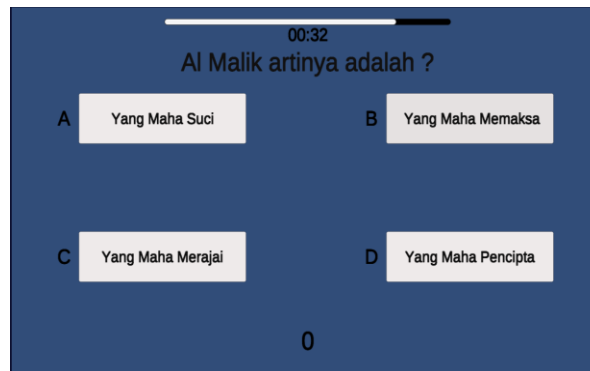 00:32
Al Malik artinya adalah ?
A Yang Maha Suci
B Yang Maha Memaksa
C Yang Maha Merajai
D Yang Maha Pencipta
0